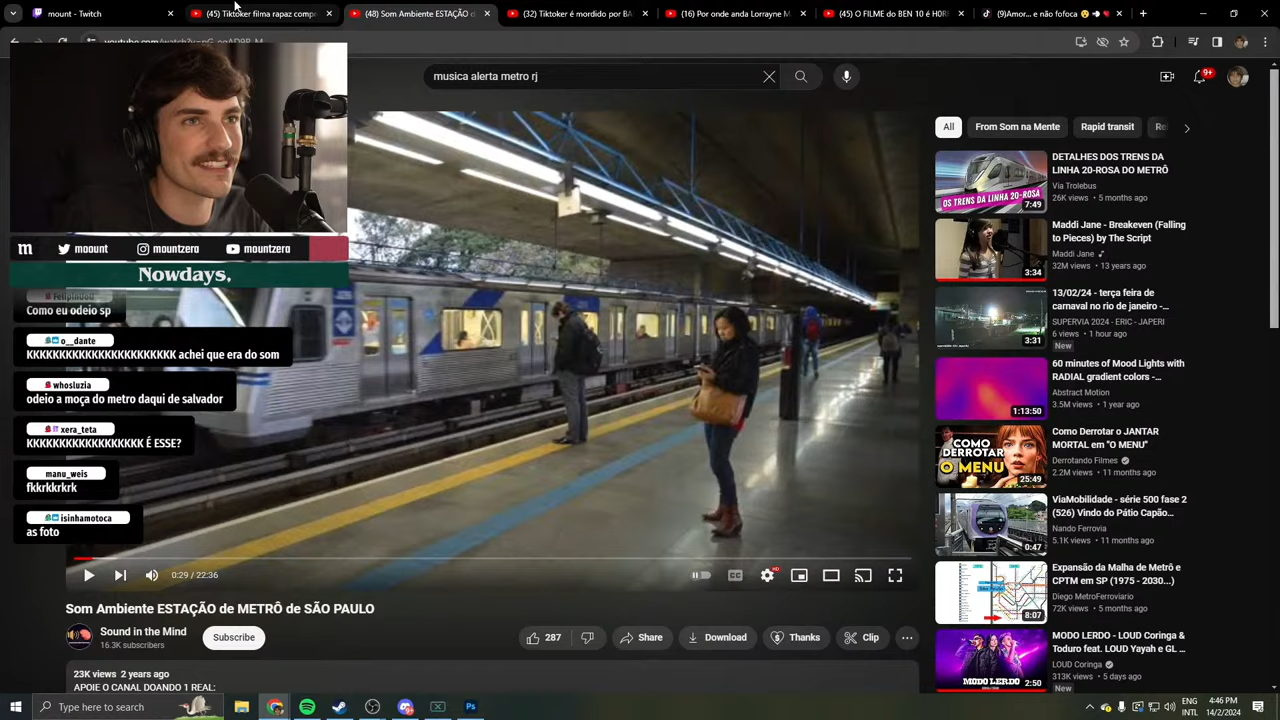 mount - Twitch
(45) Tiktoker filma rapaz comp
(48) Som Ambiente ESTAÇÃO d
(32) Tiktoker é mordido por BA
(16) Por onde anda Lorrayne M
(45) O FILME do BEN 10 é HOR
(9)Amor... e não fofoca
youtube.com/watch?v=
musica alerta metro rj
9+
m
moount
mountzera
mountzera
Nowdays,
Como eu odeio sp
o__dante
KKKKKKKKKKKKKKKKKKKKKKK achei que era do som
whosluzia
odeio a moça do metro daqui de salvador
xera_teta
KKKKKKKKKKKKKKKKKK É ESSE?
manu_weis
fkkrkkrkrk
isinhamotoca
as foto
0:29 / 22:36
HD
Som Ambiente ESTAÇÃO de METRÔ de SÃO PAULO
Sound in the Mind
16.3K subscribers
Subscribe
287
Share
Download
Thanks
Clip
23K views 2 years ago
APOIE O CANAL DOANDO 1 REAL:
All
From Som na Mente
Rapid transit
Re
OS TRENS DA LINHA 20-ROSA
7:49
DETALHES DOS TRENS DA
LINHA 20-ROSA DO METRÔ
Via Trolebus
26K views • 5 months ago
3:34
Maddi Jane - Breakeven (Falling
to Pieces) by The Script
Maddi Jane
32M views • 13 years ago
3:31
13/02/24 - terça feira de
carnaval no rio de janeiro -...
SUPERVIA 2024 - ERIC - JAPERI
6 views • 1 hour ago
New
1:13:50
60 minutes of Mood Lights with
RADIAL gradient colors -...
Abstract Motion
3.5M views • 1 year ago
COMO
DERROTAR
O MENU
25:49
Como Derrotar o JANTAR
MORTAL em "O MENU"
Derrotando Filmes
2.2M views • 11 months ago
0:47
ViaMobilidade - série 500 fase 2
(526) Vindo do Pátio Capão...
Nando Ferrovia
5.1K views • 11 months ago
8:07
Expansão da Malha de Metrô e
CPTM em SP (1975 - 2030...)
Diego MetroFerroviario
72K views • 5 months ago
MODO LERDO
2:50
MODO LERDO - LOUD Coringa &
Toduro feat. LOUD Yayah e GL ...
LOUD Coringa
313K views • 5 days ago
New
Type here to search
ENG
INTL
4:46 PM
14/2/2024